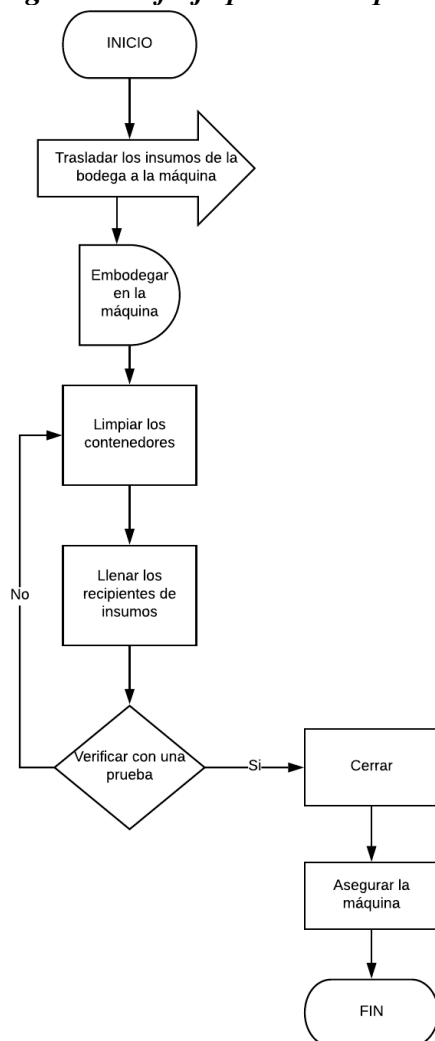 INICIO
Trasladar los insumos de la
bodega a la máquina
Embodegar
en la
máquina
Limpiar los
contenedores
Llenar los
recipientes de
insumos
No
Verificar con una
prueba
Si
Cerrar
Asegurar la
máquina
FIN